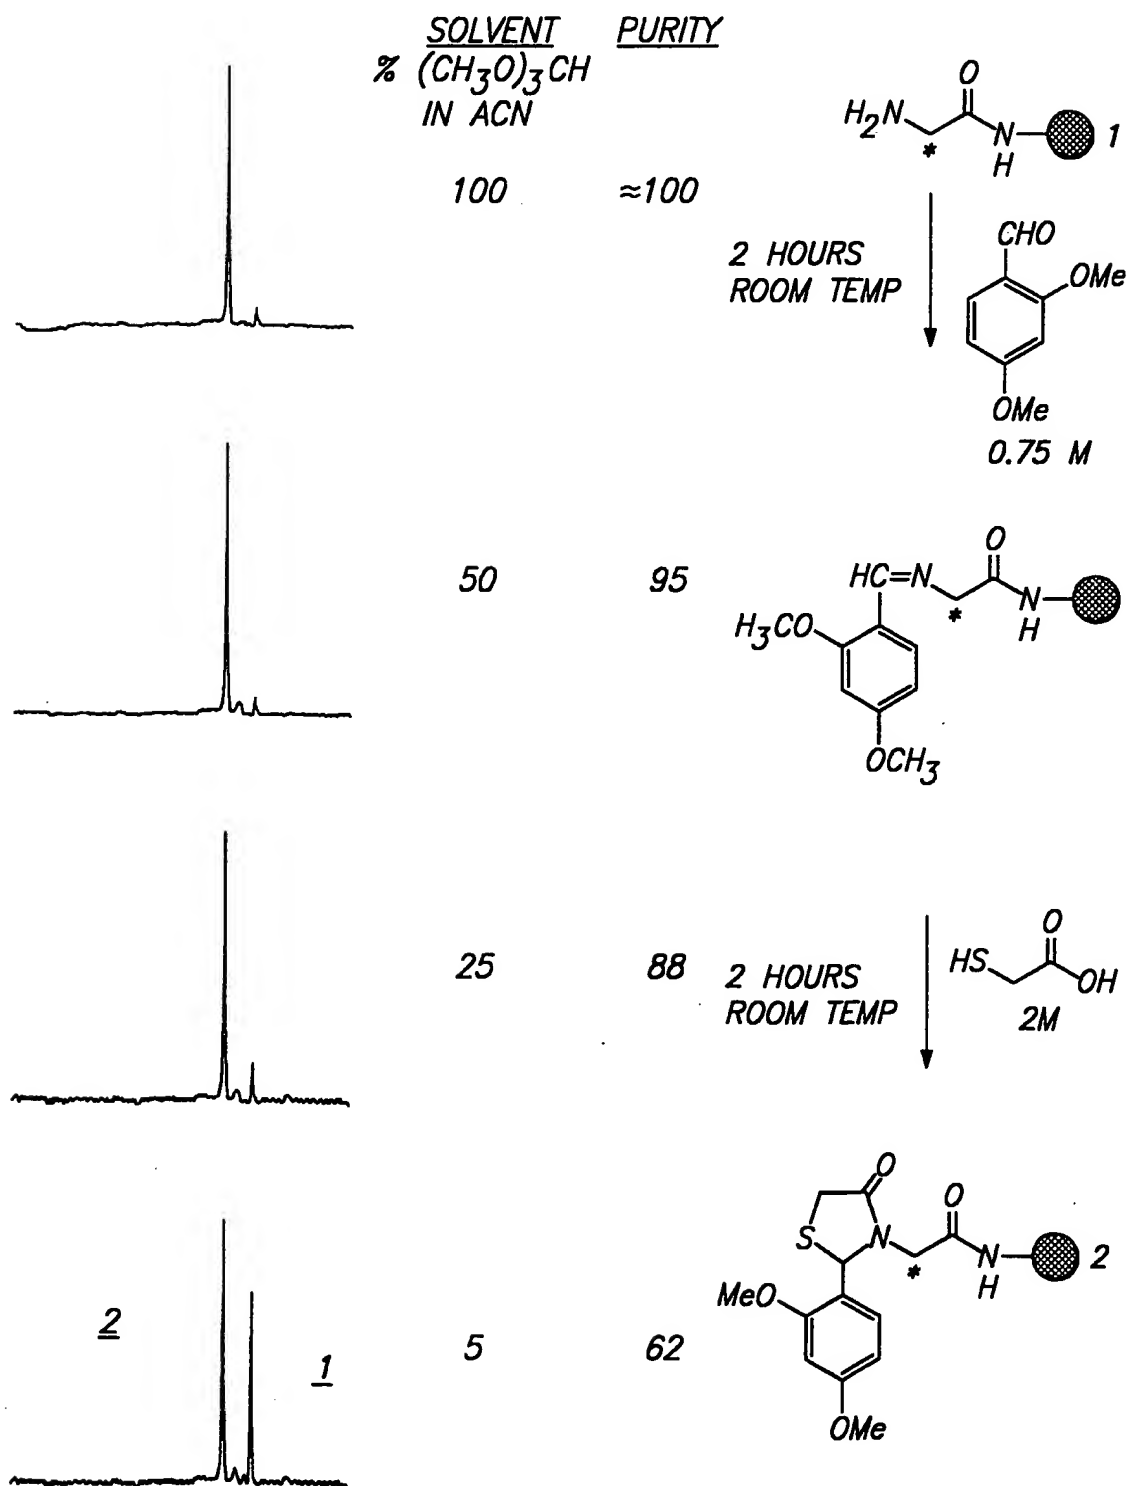 SOLVENT PURITY
% (CH3O)3CH
IN ACN
100 ≈100
50 95
25 88
5 62
2
1
O
H2N
*
N
H
1
2 HOURS
ROOM TEMP
CHO
OMe
OMe
0.75 M
O
HC=N
*
N
H
H3CO
OCH3
2 HOURS
ROOM TEMP
O
HS
OH
2M
O
O
S
N
*
N
H
2
MeO
OMe